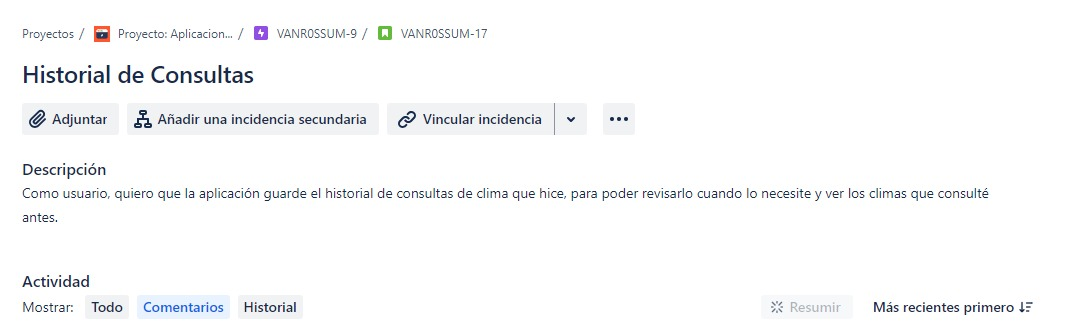 Proyectos / Proyecto: Aplicacion... / VANR0SSUM-9 / VANR0SSUM-17
Historial de Consultas
Adjuntar Añadir una incidencia secundaria Vincular incidencia
Descripción
Como usuario, quiero que la aplicación guarde el historial de consultas de clima que hice, para poder revisarlo cuando lo necesite y ver los climas que consulté
antes.
Actividad
Mostrar: Todo Comentarios Historial Resumir Más recientes primero